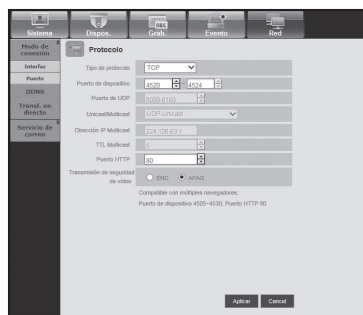 Sistema
Dispos.
REC
Grab.
Evento
Red
Modo de conexión
Interfaz
Puerto
DDNS
Transf. en directo
Servicio de correo
Protocolo
Tipo de protocolo TCP
Puerto de dispositivo 4520 - 4524
Puerto de UDP 8000-8160
Unicast/Multicast UDP-Unicast
Dirección IP Multicast 224.126.63.1
TTL Multicast 5
Puerto HTTP 80
Transmisión de seguridad de vídeo ENC APAG
Compatible con múltiples navegadores:
Puerto de dispositivo 4505~4530, Puerto HTTP 80
Aplicar Cancel